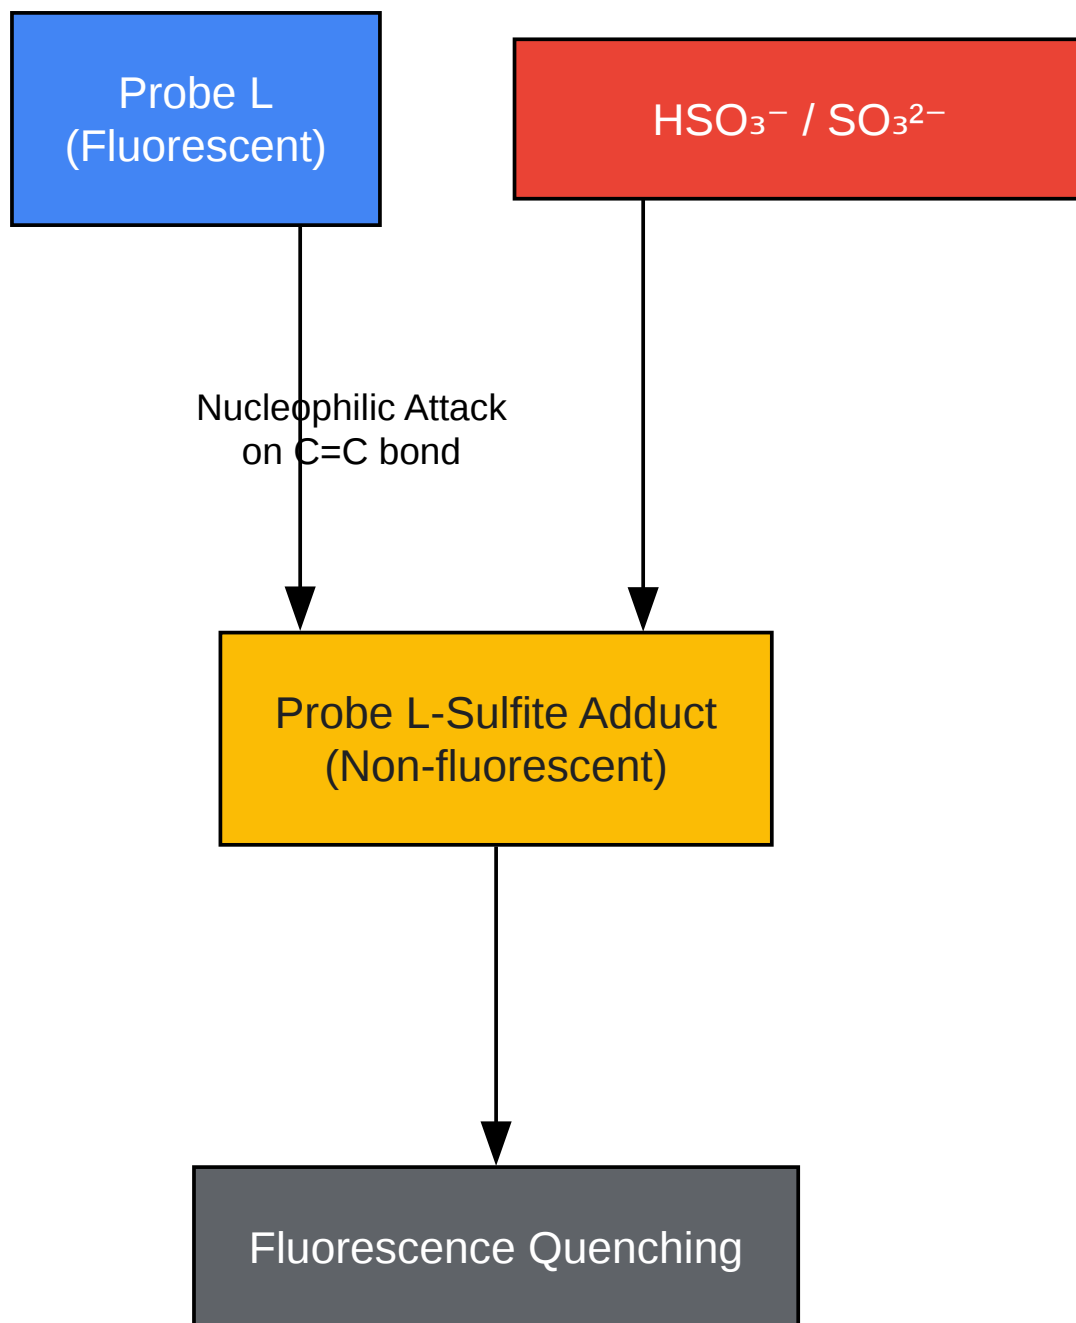 Probe L
(Fluorescent)
HSO₃⁻ / SO₃²⁻
Nucleophilic Attack
on C=C bond
Probe L-Sulfite Adduct
(Non-fluorescent)
Fluorescence Quenching